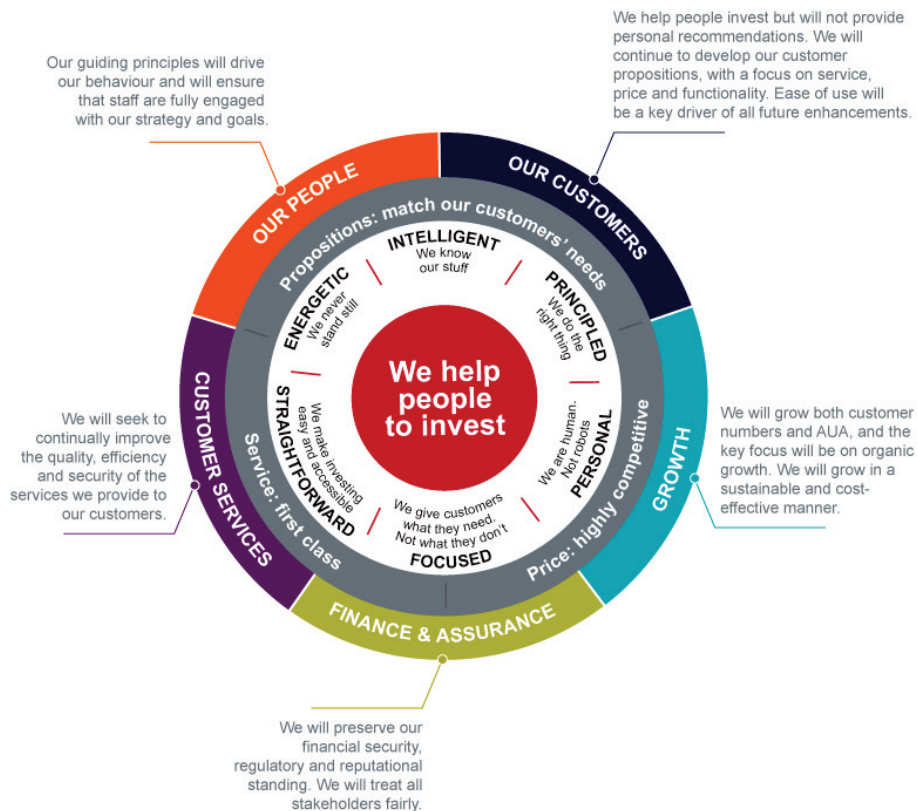 Our guiding principles will drive
our behaviour and will ensure
that staff are fully engaged
with our strategy and goals.
We help people invest but will not provide
personal recommendations. We will
continue to develop our customer
propositions, with a focus on service,
price and functionality. Ease of use will
be a key driver of all future enhancements.
OUR PEOPLE
OUR CUSTOMERS
Propositions: match our customers' needs
INTELLIGENT
We know
our stuff
ENERGETIC
We never
stand still
PRINCIPLED
We do the
right thing
We help
people
to invest
CUSTOMER SERVICES
Service: first class
STRAIGHTFORWARD
We make investing
easy and accessible
We are human.
Not robots
PERSONAL
Price: highly competitive
GROWTH
We give customers
what they need.
Not what they don't
FOCUSED
FINANCE & ASSURANCE
We will seek to
continually improve
the quality, efficiency
and security of the
services we provide to
our customers.
We will grow both customer
numbers and AUA, and the
key focus will be on organic
growth. We will grow in a
sustainable and cost-
effective manner.
We will preserve our
financial security,
regulatory and reputational
standing. We will treat all
stakeholders fairly.